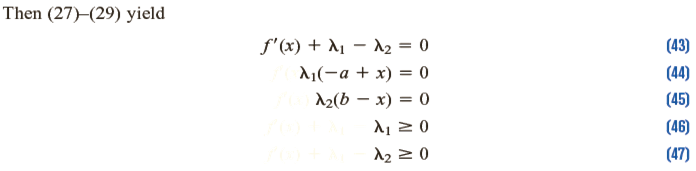 Then (27)–(29) yield
f′(x) + λ₁ − λ₂ = 0 (43)
λ₁(−a + x) = 0 (44)
λ₂(b − x) = 0 (45)
λ₁ ≥ 0 (46)
λ₂ ≥ 0 (47)